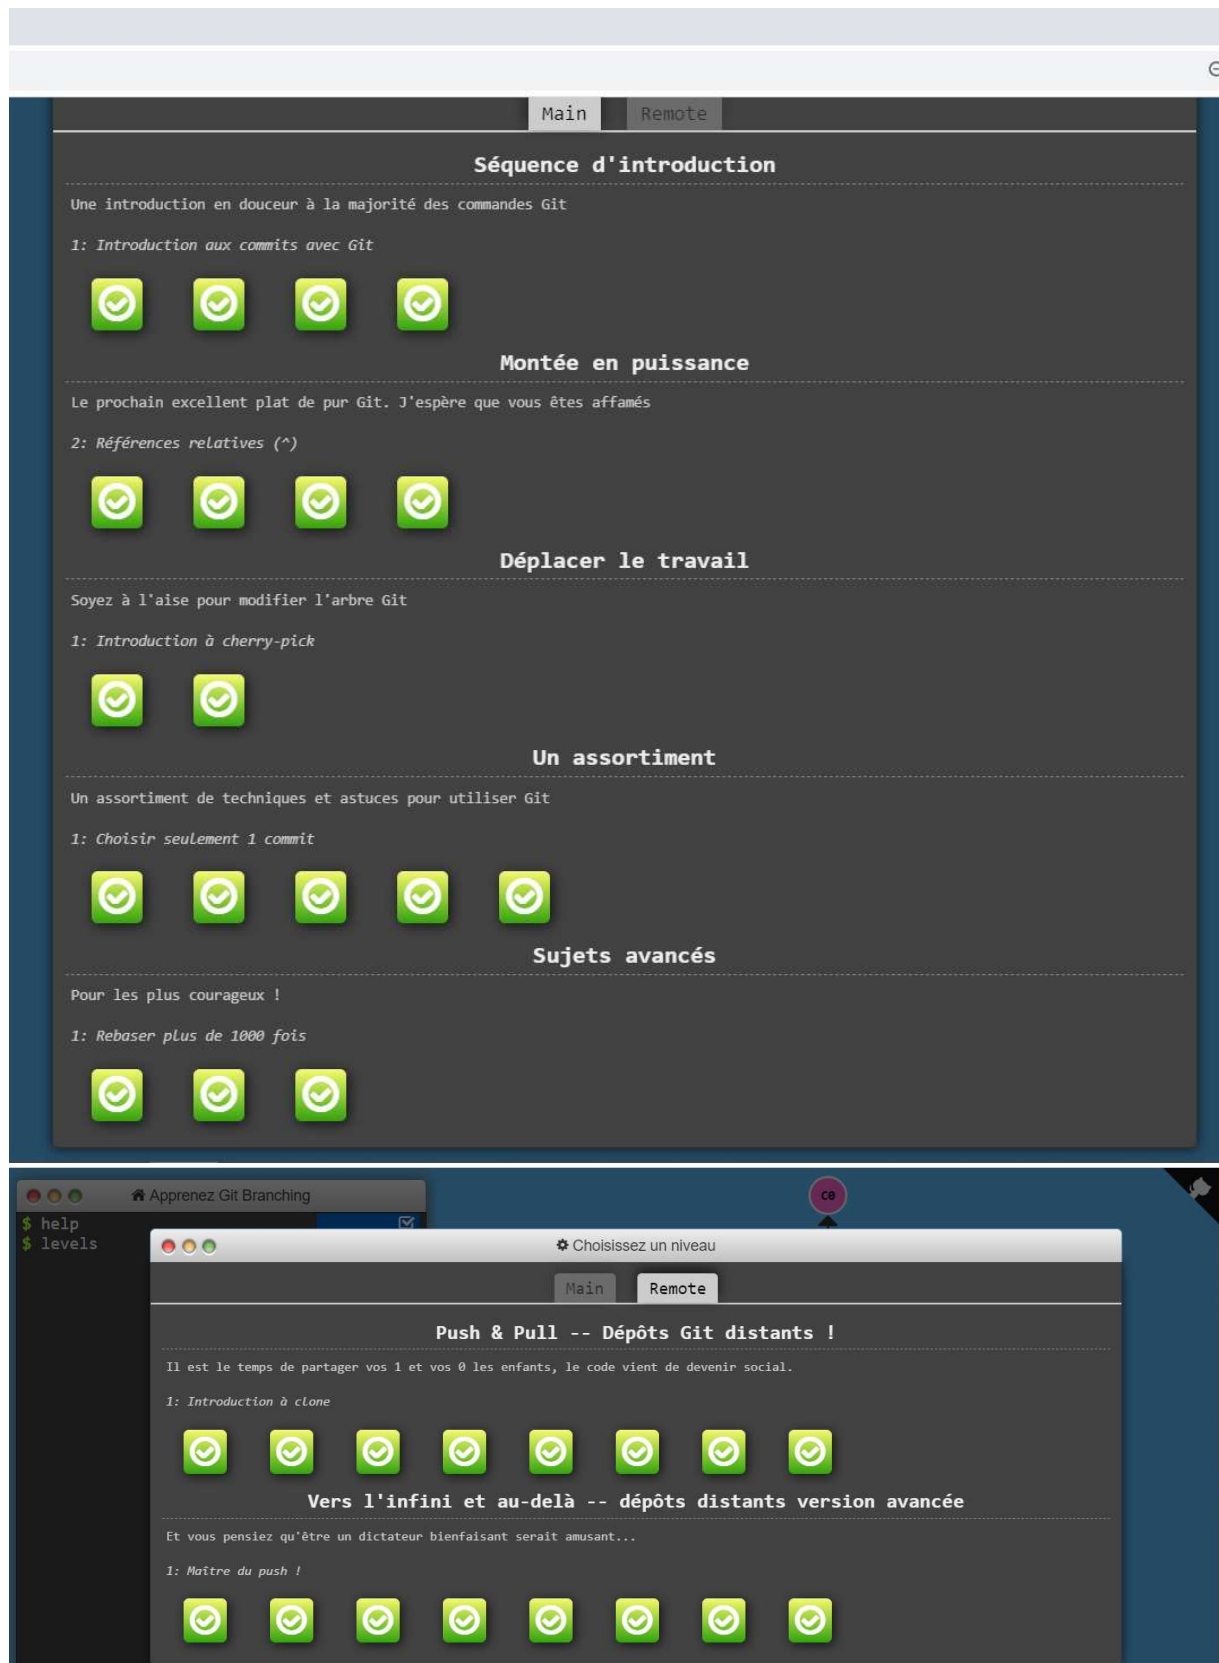 Main Remote
Séquence d'introduction
Une introduction en douceur à la majorité des commandes Git
1: Introduction aux commits avec Git
Montée en puissance
Le prochain excellent plat de pur Git. J'espère que vous êtes affamés
2: Références relatives (^)
Déplacer le travail
Soyez à l'aise pour modifier l'arbre Git
1: Introduction à cherry-pick
Un assortiment
Un assortiment de techniques et astuces pour utiliser Git
1: Choisir seulement 1 commit
Sujets avancés
Pour les plus courageux !
1: Rebaser plus de 1000 fois
Apprenez Git Branching
C0
$ help
$ levels
Choisissez un niveau
Main Remote
Push & Pull -- Dépôts Git distants !
Il est le temps de partager vos 1 et vos 0 les enfants, le code vient de devenir social.
1: Introduction à clone
Vers l'infini et au-delà -- dépôts distants version avancée
Et vous pensiez qu'être un dictateur bienfaisant serait amusant...
1: Maître du push !